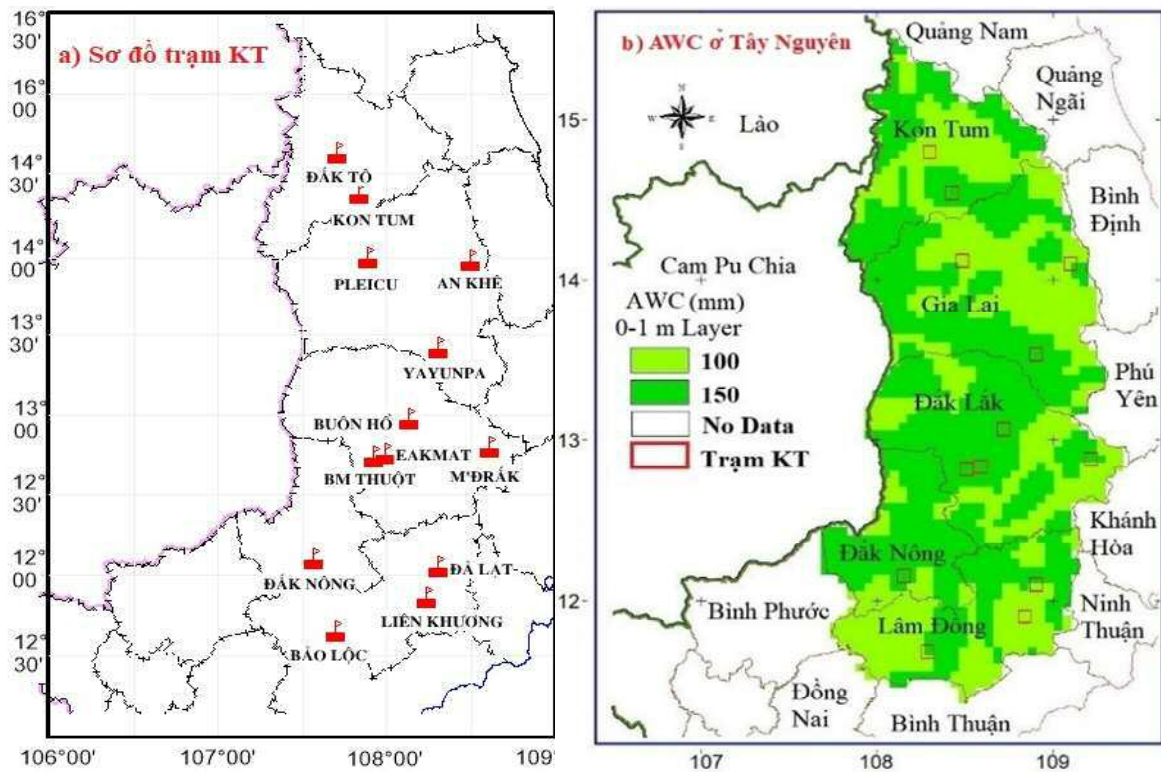 a) Sơ đồ trạm KT
16°
30'
16°
00
14°
30'
14°
00
13°
30'
13°
00
12°
30'
12°
00
12°
30'
106°00'
107°00'
108°00'
109°
ĐẮK TÔ
KON TUM
PLEICU
AN KHÊ
YAYUNPA
BUÔN HỒ
EAKMAT
BM THUỘT
M'ĐRĂK
ĐẮK NÔNG
ĐÀ LẠT
LIÊN KHƯƠNG
BẢO LỘC
b) AWC ở Tây Nguyên
Quảng Nam
Quảng
Ngãi
N
W
E
S
Lào
Kon Tum
Bình
Định
Cam Pu Chia
Gia Lai
AWC (mm)
0-1 m Layer
100
150
No Data
Trạm KT
Phú
Yên
Đăk Lăk
Khánh
Hòa
Đăk Nông
Bình Phước
Lâm Đồng
Ninh
Thuận
Đồng
Nai
Bình Thuận
15
14
13
12
107
108
109